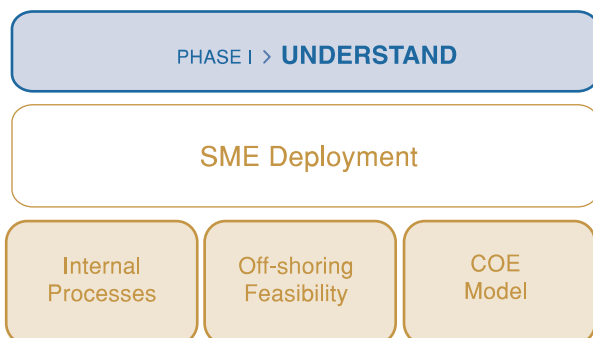 PHASE I > UNDERSTAND
SME Deployment
Internal
Processes
Off-shoring
Feasibility
COE
Model